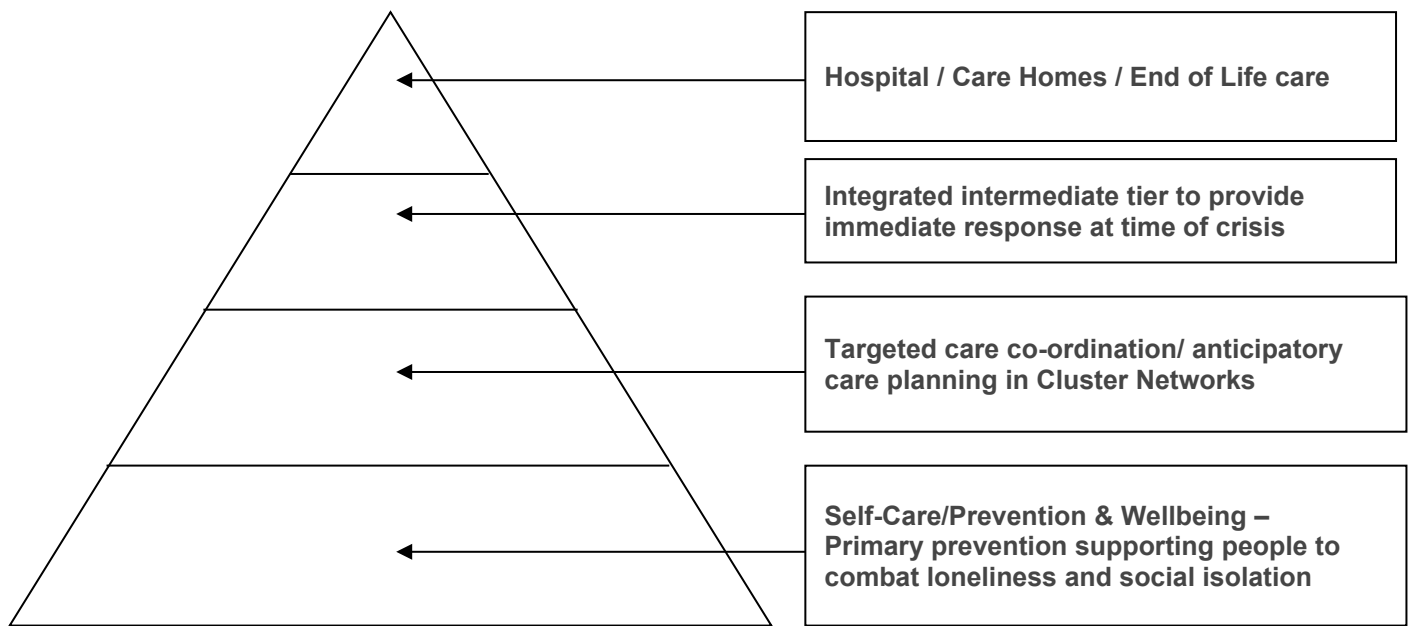 Hospital / Care Homes / End of Life care
Integrated intermediate tier to provide
immediate response at time of crisis
Targeted care co-ordination/ anticipatory
care planning in Cluster Networks
Self-Care/Prevention & Wellbeing –
Primary prevention supporting people to
combat loneliness and social isolation